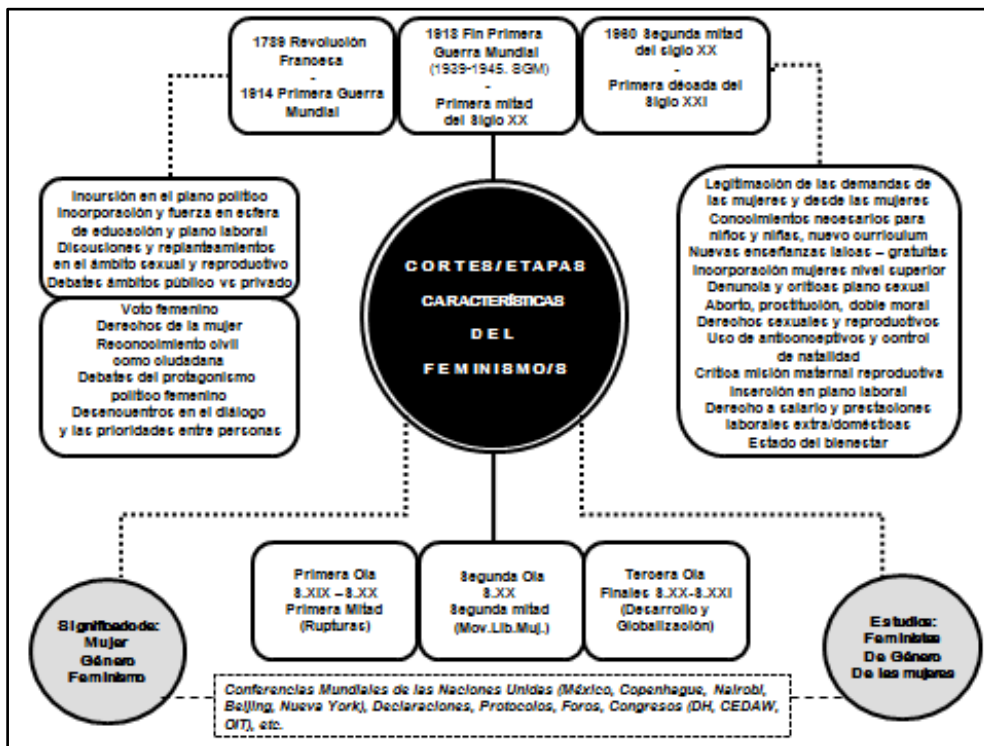 1789 Revolución
Francesa
-
1914 Primera Guerra
Mundial
1918 Fin Primera
Guerra Mundial
(1939-1945. SGM)
-
Primera mitad
del Siglo XX
1960 Segunda mitad
del siglo XX
-
Primera década del
Siglo XXI
Incursión en el plano político
Incorporación y fuerza en esfera
de educación y plano laboral
Discusiones y replanteamientos
en el ámbito sexual y reproductivo
Debates ámbitos público vs privado
Voto femenino
Derechos de la mujer
Reconocimiento civil
como ciudadana
Debates del protagonismo
político femenino
Desencuentros en el diálogo
y las prioridades entre personas
CORTES/ETAPAS
CARACTERÍSTICAS
DEL
FEMINISMO/S
Legitimación de las demandas de
las mujeres y desde las mujeres
Conocimientos necesarios para
niños y niñas, nuevo curriculum
Nuevas enseñanzas laicas – gratuitas
Incorporación mujeres nivel superior
Denuncia y críticas plano sexual
Aborto, prostitución, doble moral
Derechos sexuales y reproductivos
Uso de anticonceptivos y control
de natalidad
Crítica misión maternal reproductiva
Inserción en plano laboral
Derecho a salario y prestaciones
laborales extra/domésticas
Estado del bienestar
Primera Ola
S.XIX – S.XX
Primera Mitad
(Rupturas)
Segunda Ola
S.XX
Segunda mitad
(Mov.Lib.Muj.)
Tercera Ola
Finales S.XX-S.XXI
(Desarrollo y
Globalización)
Significado de:
Mujer
Género
Feminismo
Estudios:
Feministas
De Género
De las mujeres
Conferencias Mundiales de las Naciones Unidas (México, Copenhague, Nairobi,
Beijing, Nueva York), Declaraciones, Protocolos, Foros, Congresos (DH, CEDAW,
OIT), etc.